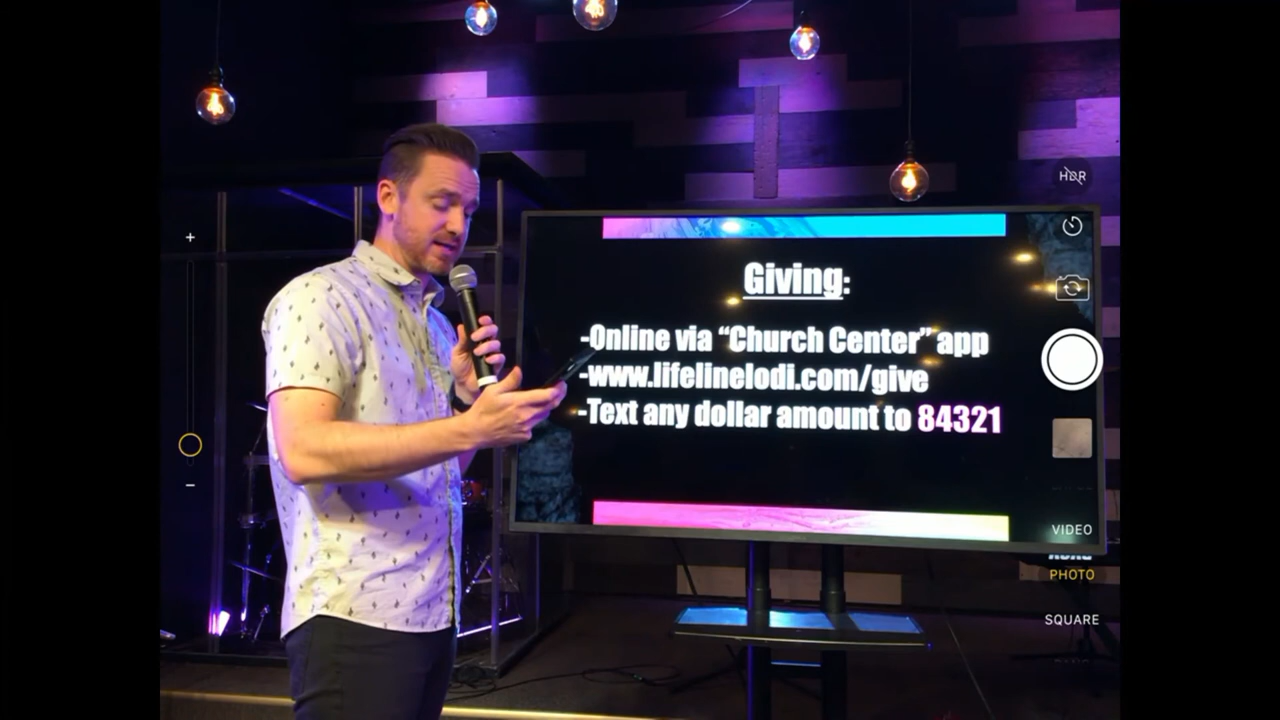 HDR
Giving:
-Online via “Church Center” app
-www.lifelinelodi.com/give
-Text any dollar amount to 84321
VIDEO
PHOTO
SQUARE